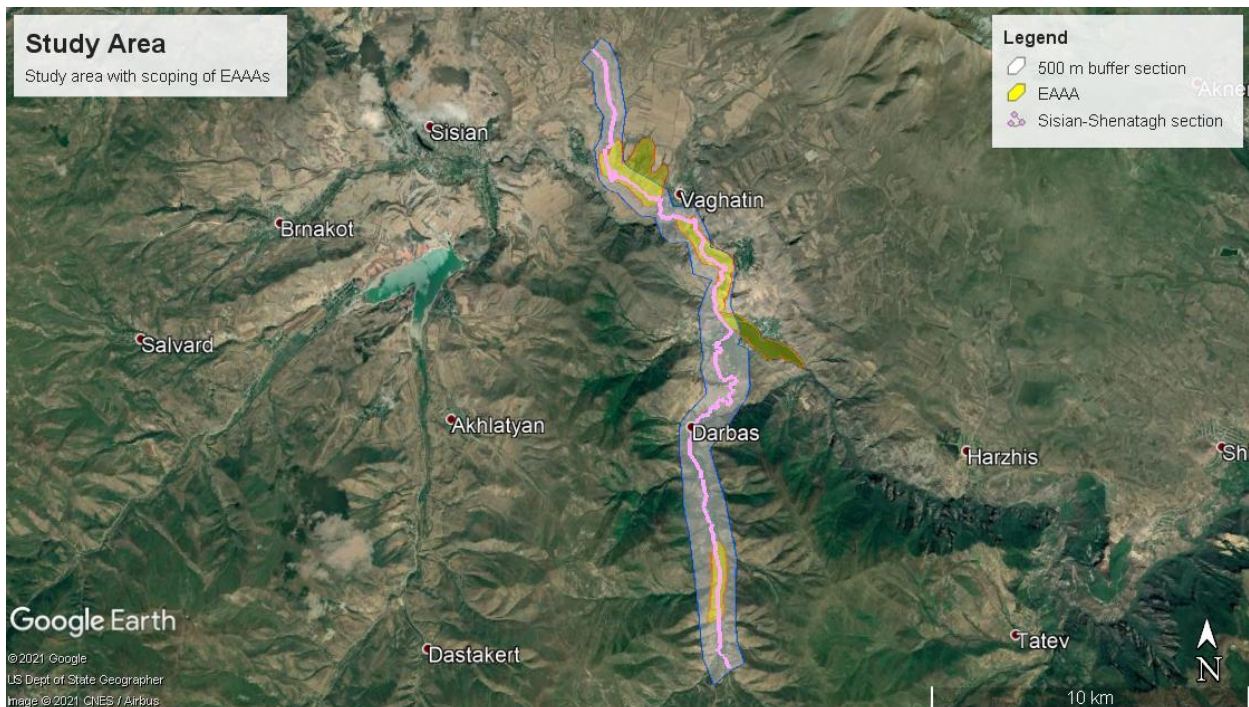 Study Area
Study area with scoping of EAAAs
Legend
500 m buffer section
EAAA
Sisian-Shenatagh section
Akner
Sisian
Vaghatin
Brnakot
Salvard
Akhlatyan
Darbas
Harzhis
Sh
Tatev
Dastakert
Google Earth
© 2021 Google
US Dept of State Geographer
Image © 2021 CNES / Airbus
N
10 km